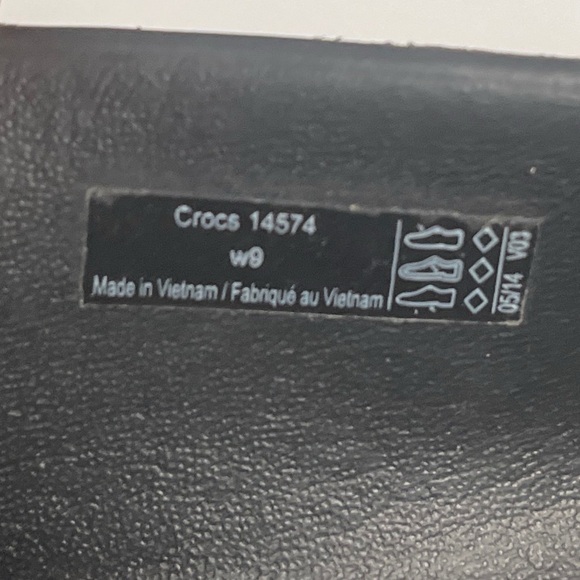 Crocs 14574
w9
Made in Vietnam / Fabriqué au Vietnam
05/14 V03